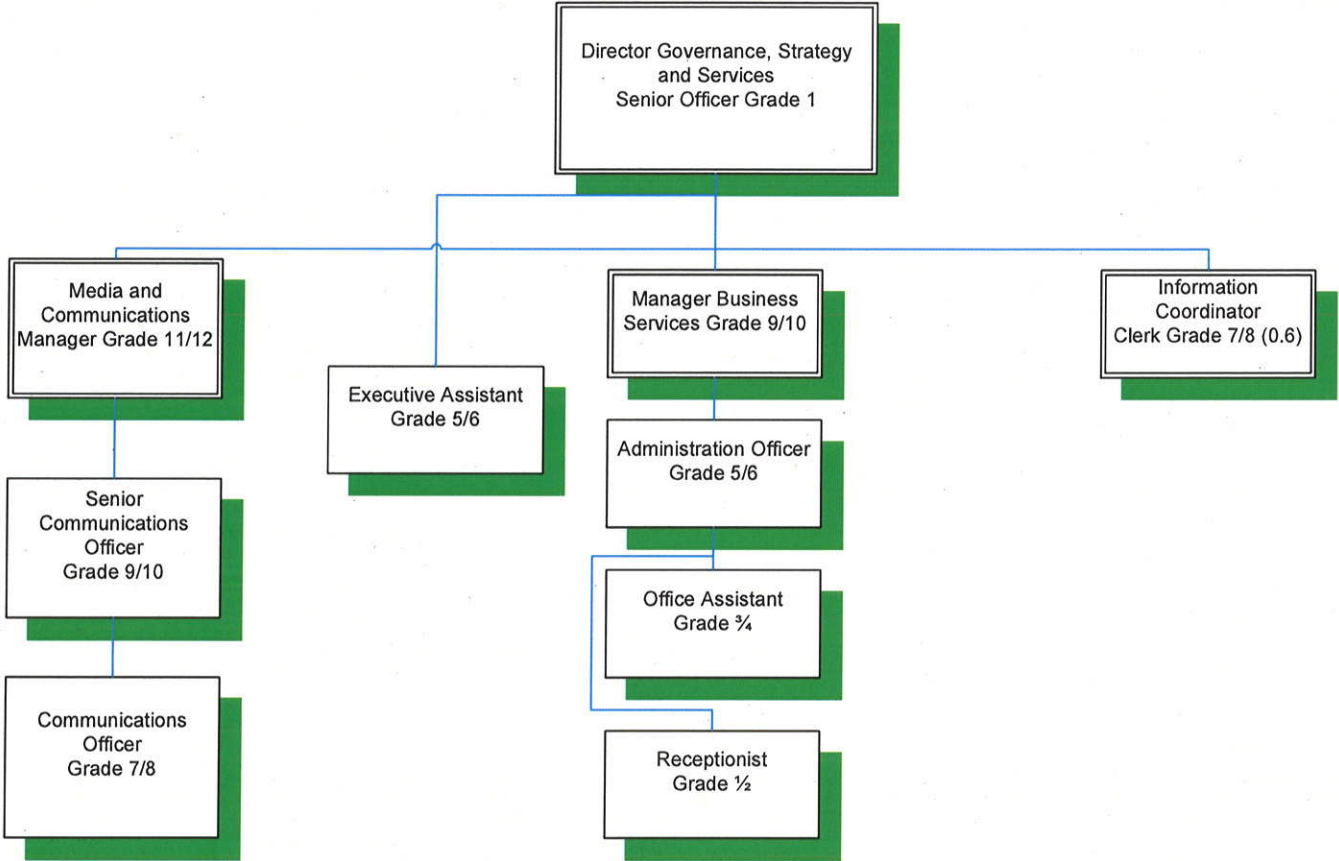 Director Governance, Strategy
and Services
Senior Officer Grade 1
Media and
Communications
Manager Grade 11/12
Executive Assistant
Grade 5/6
Manager Business
Services Grade 9/10
Information
Coordinator
Clerk Grade 7/8 (0.6)
Administration Officer
Grade 5/6
Senior
Communications
Officer
Grade 9/10
Office Assistant
Grade ¾
Communications
Officer
Grade 7/8
Receptionist
Grade ½